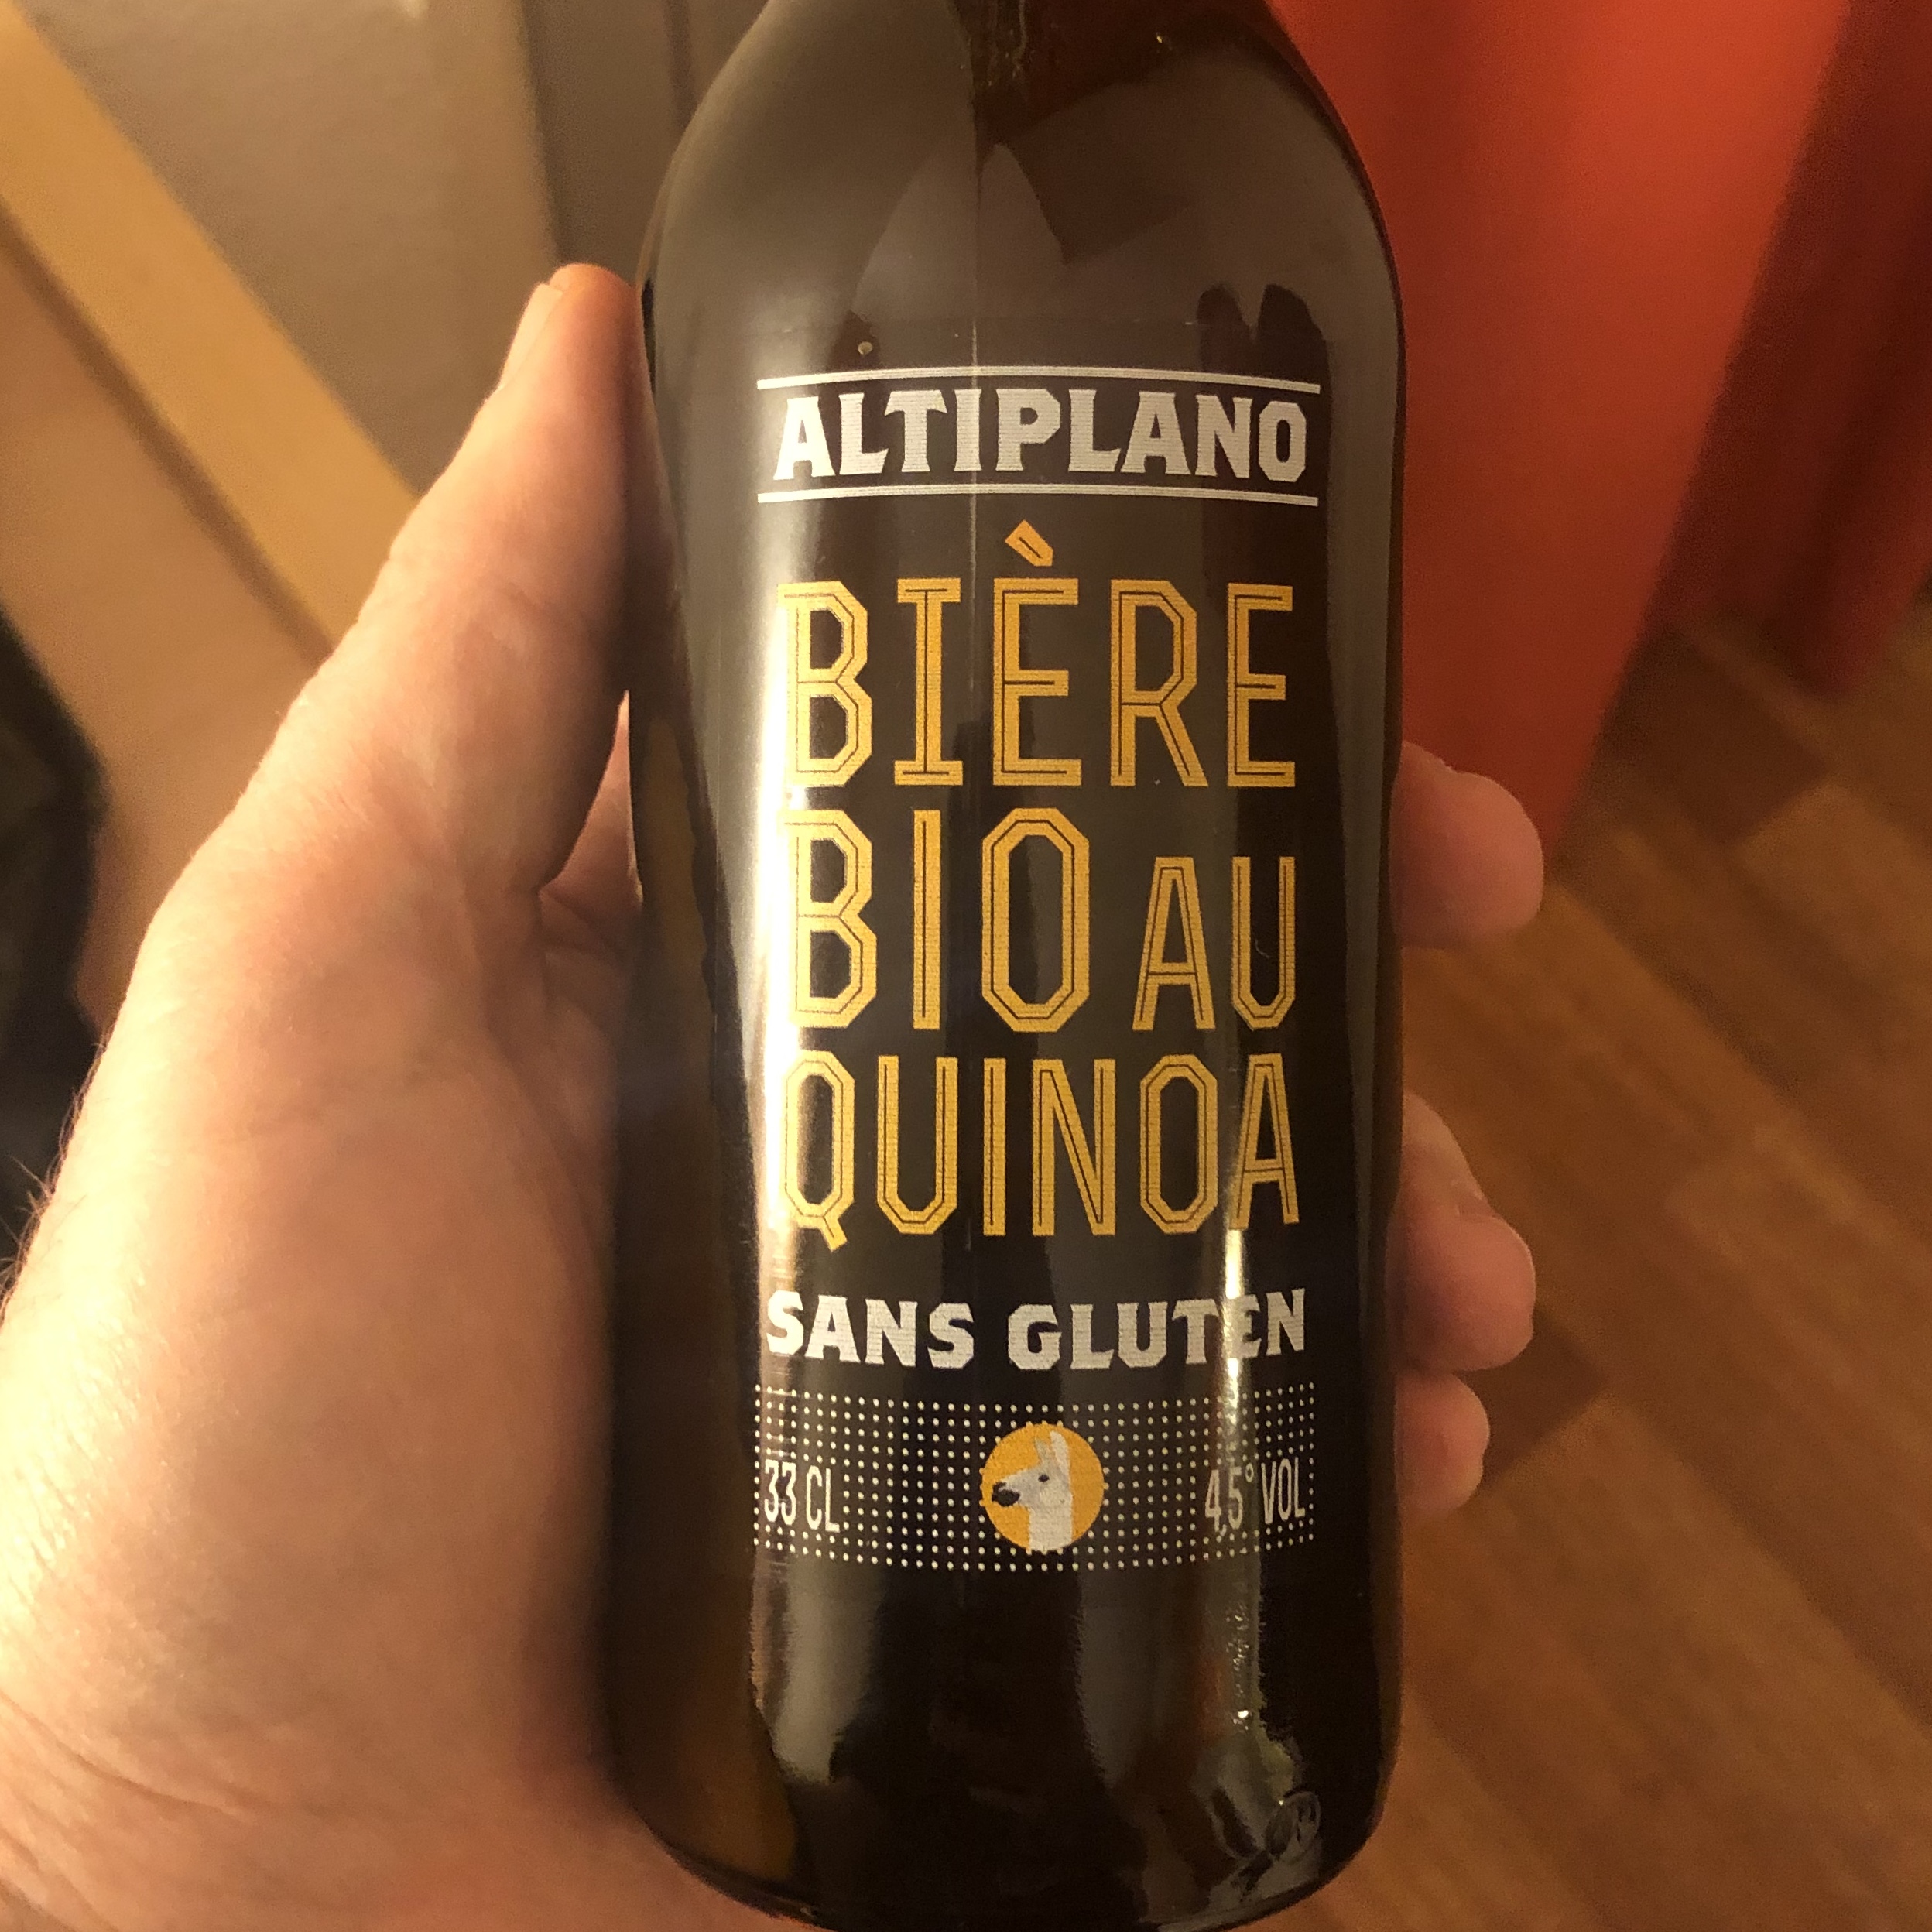 ALTIPLANO
BIÈRE
BIO AU
QUINOA
SANS GLUTEN
33 CL 4,5° VOL